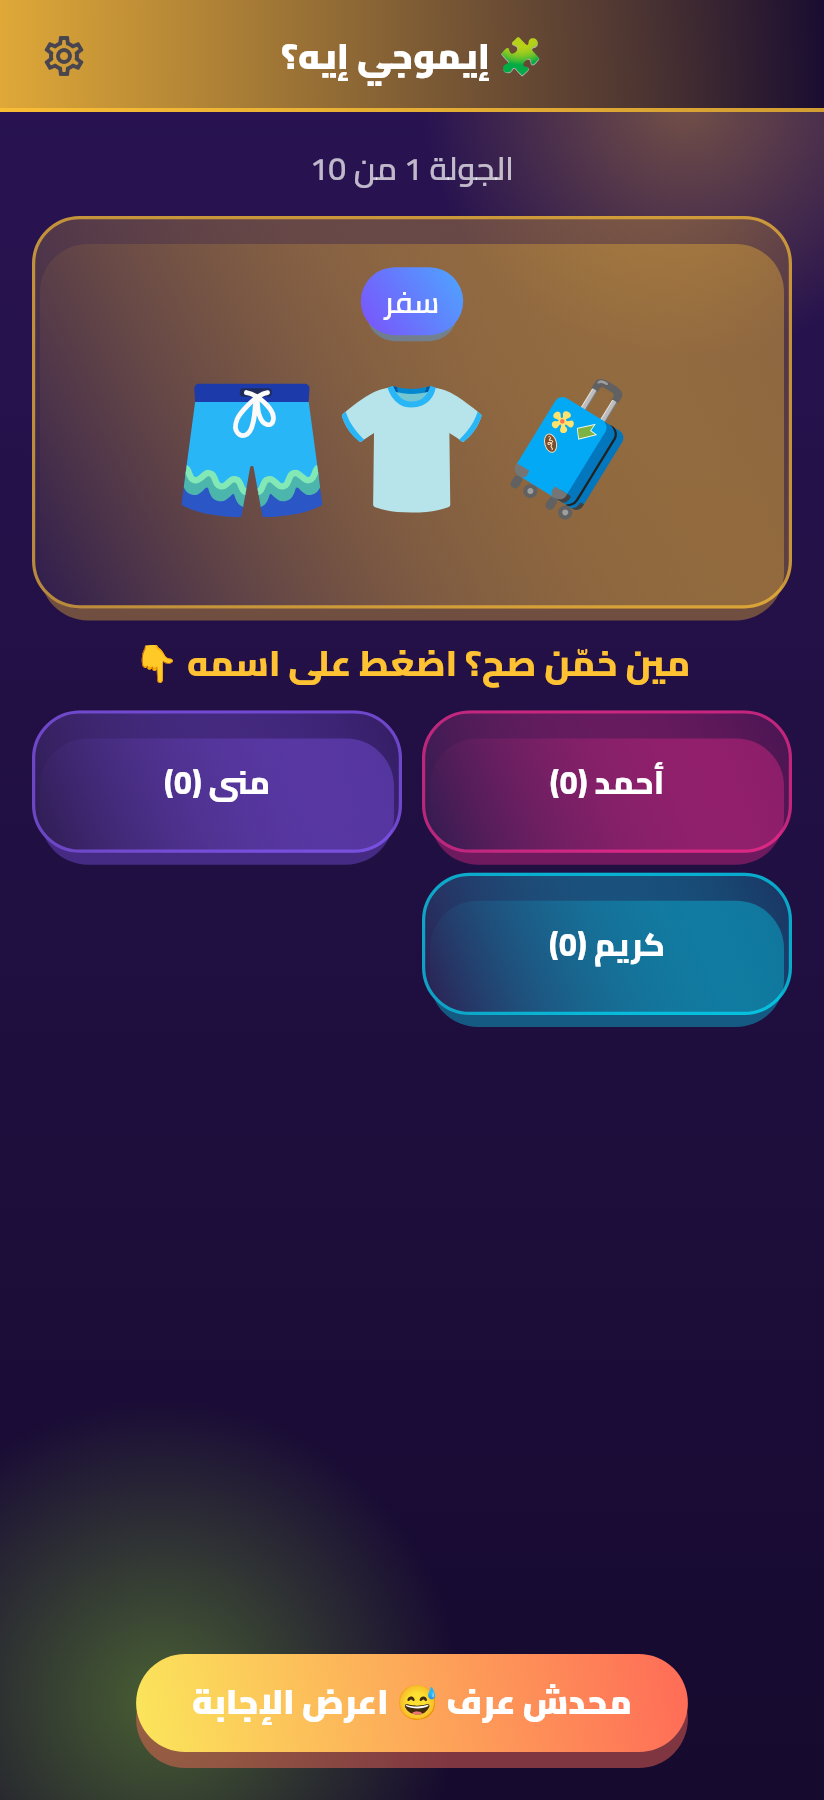 🧩 إيموجي إيه؟
الجولة 1 من 10
سفر
مين خمّن صح؟ اضغط على اسمه 👇
أحمد (0)
منى (0)
كريم (0)
محدش عرف 😅 اعرض الإجابة